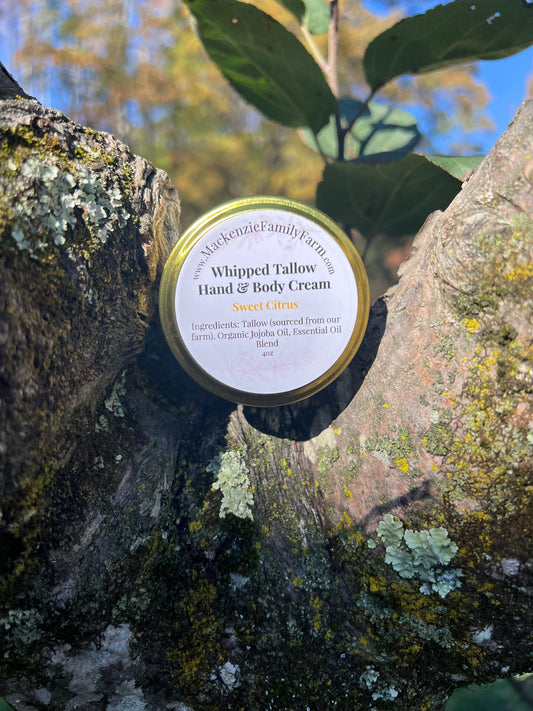 www.MackenzieFamilyFarm.com
Whipped Tallow
Hand & Body Cream
Sweet Citrus
Ingredients: Tallow (sourced from our
farm), Organic Jojoba Oil, Essential Oil
Blend
4oz